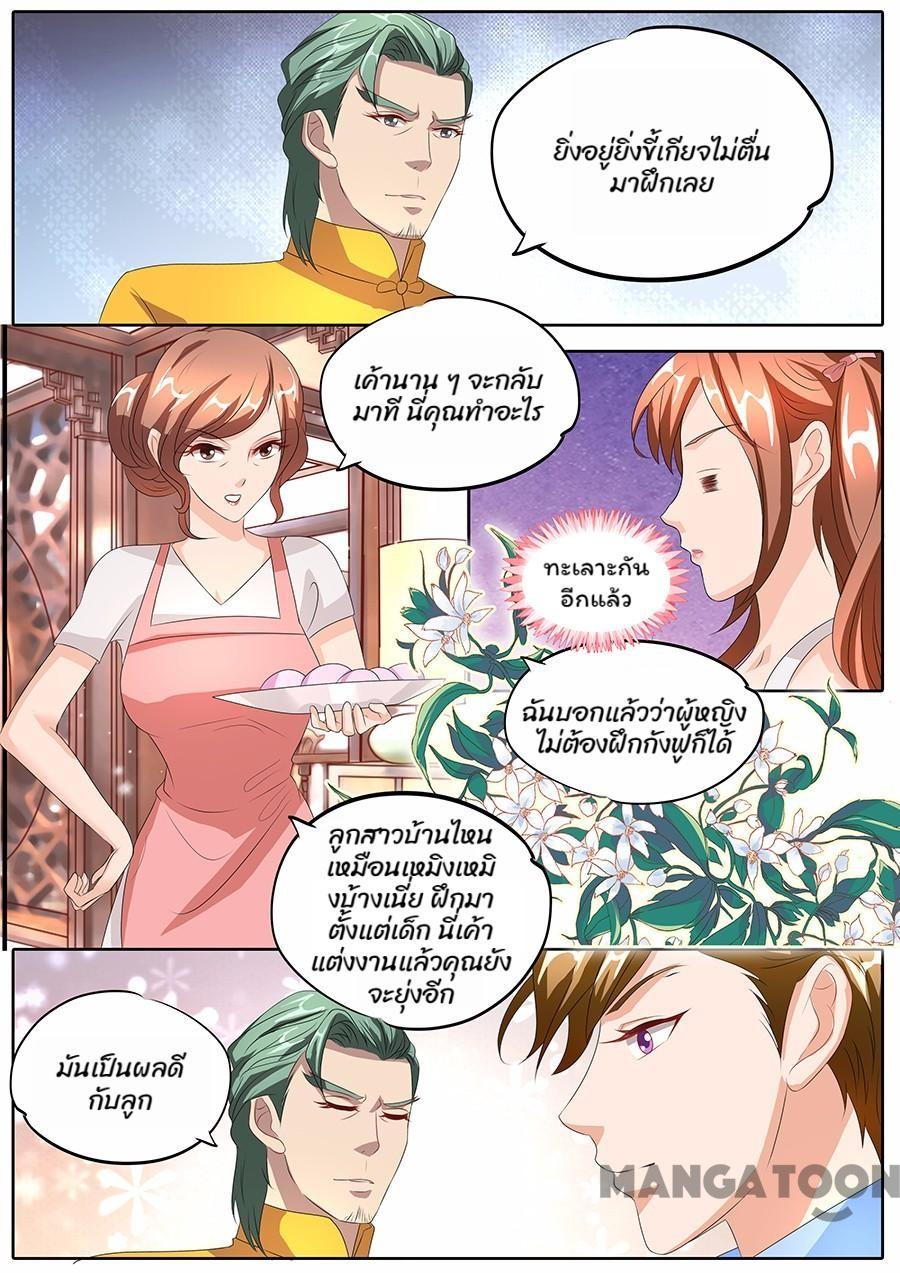 ยิ่งอยู่ยิ่งขี้เกียจไม่ตื่น
มาฝึกเลย
เค้านาน ๆ จะกลับ
มาที นี่คุณทำอะไร
ทะเลาะกัน
อีกแล้ว
ฉันบอกแล้วว่าผู้หญิง
ไม่ต้องฝึกกังฟูก็ได้
ลูกสาวบ้านไหน
เหมือนเหมิงเหมิ
งบ้างเนี่ย ฝึกมา
ตั้งแต่เด็ก นี่เค้า
แต่งงานแล้วคุณยัง
จะยุ่งอีก
มันเป็นผลดี
กับลูก
MANGATOON